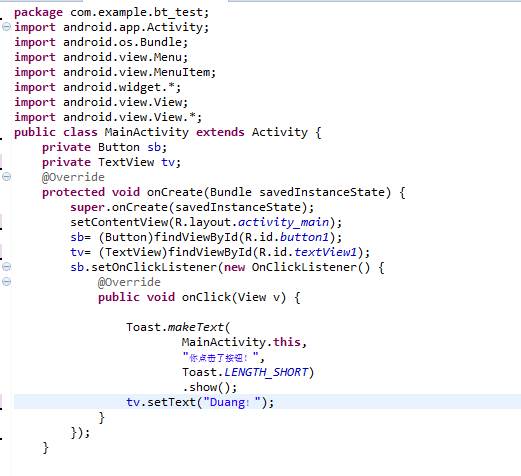 package com.example.bt_test;
import android.app.Activity;
import android.os.Bundle;
import android.view.Menu;
import android.view.MenuItem;
import android.widget.*;
import android.view.View;
import android.view.View.*;
public class MainActivity extends Activity {
    private Button sb;
    private TextView tv;
    @Override
    protected void onCreate(Bundle savedInstanceState) {
        super.onCreate(savedInstanceState);
        setContentView(R.layout.activity_main);
        sb= (Button)findViewById(R.id.button1);
        tv= (TextView)findViewById(R.id.textView1);
        sb.setOnClickListener(new OnClickListener() {
            @Override
            public void onClick(View v) {
                Toast.makeText(
                        MainActivity.this,
                        "你点击了按钮！",
                        Toast.LENGTH_SHORT)
                        .show();
                tv.setText("Duang！");
            }
        });
    }